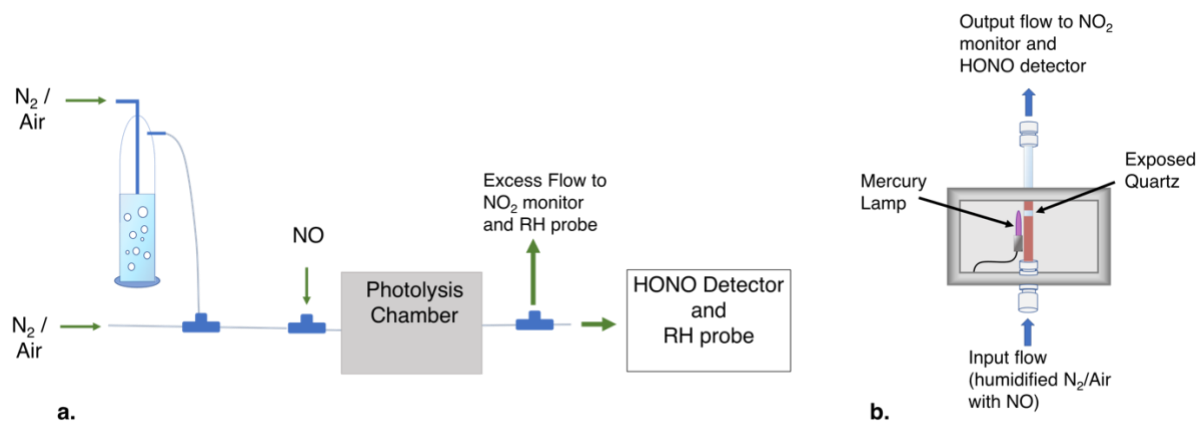 N₂ /
Air
NO
Excess Flow to
NO₂ monitor
and RH probe
Photolysis
Chamber
HONO Detector
and
RH probe
N₂ /
Air
a.
Output flow to NO₂
monitor and
HONO detector
Mercury
Lamp
Exposed
Quartz
Input flow
(humidified N₂/Air
with NO)
b.